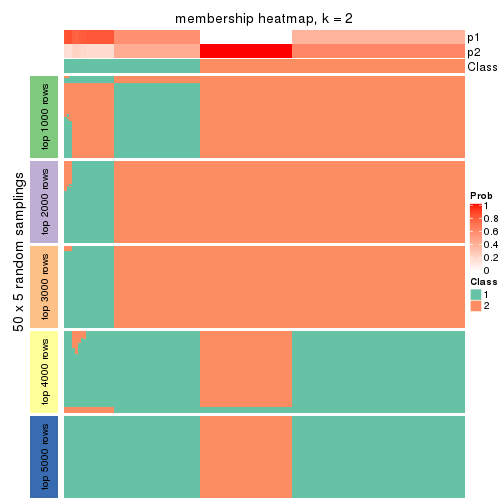 membership heatmap, k = 2
p1
p2
Class
50 x 5 random samplings
top 1000 rows
top 2000 rows
top 3000 rows
top 4000 rows
top 5000 rows
Prob
1
0.8
0.6
0.4
0.2
0
Class
1
2